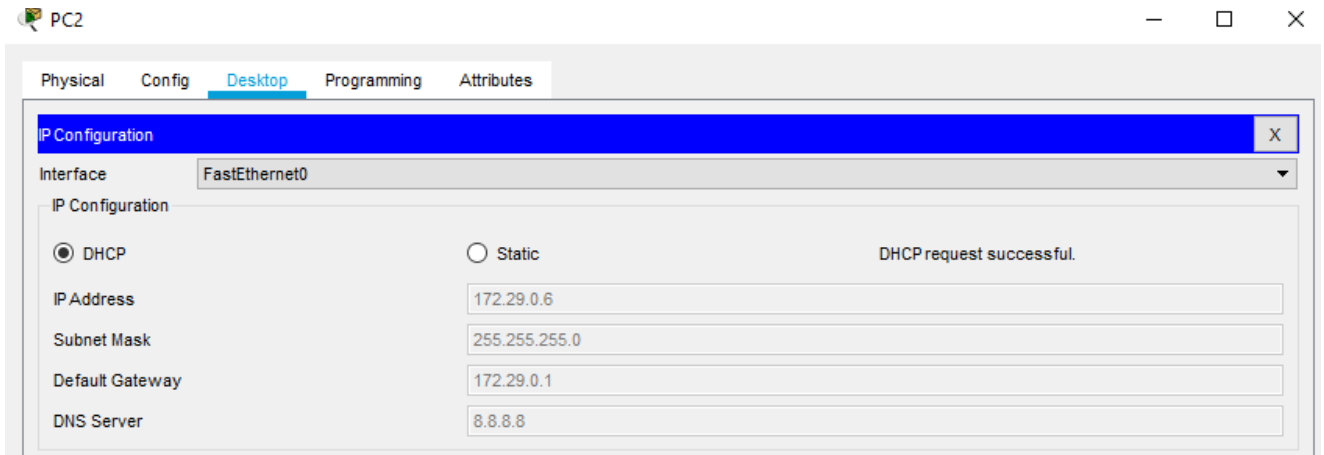 PC2
Physical Config Desktop Programming Attributes
IP Configuration X
Interface FastEthernet0
IP Configuration
DHCP Static DHCP request successful.
IP Address 172.29.0.6
Subnet Mask 255.255.255.0
Default Gateway 172.29.0.1
DNS Server 8.8.8.8